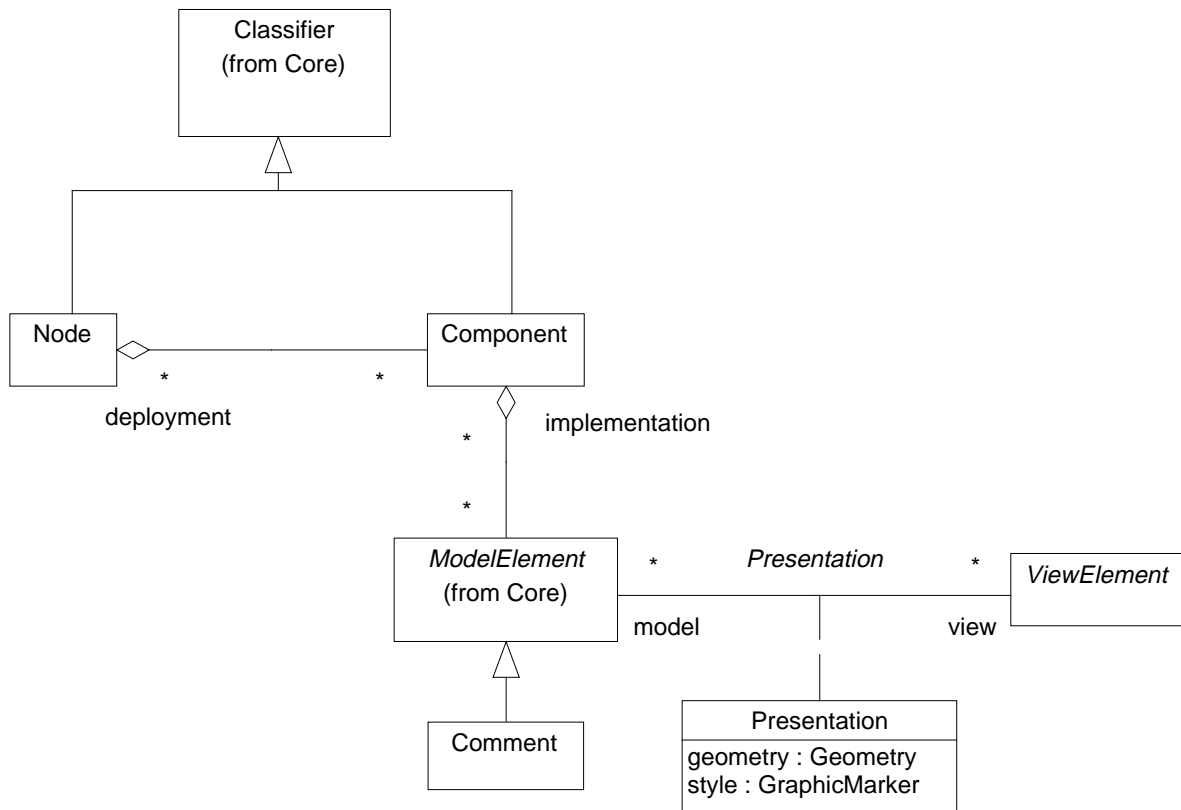 Classifier
(from Core)
Node
Component
*
*
deployment
implementation
*
*
ModelElement
(from Core)
*
Presentation
*
ViewElement
model
view
Comment
Presentation
geometry : Geometry
style : GraphicMarker